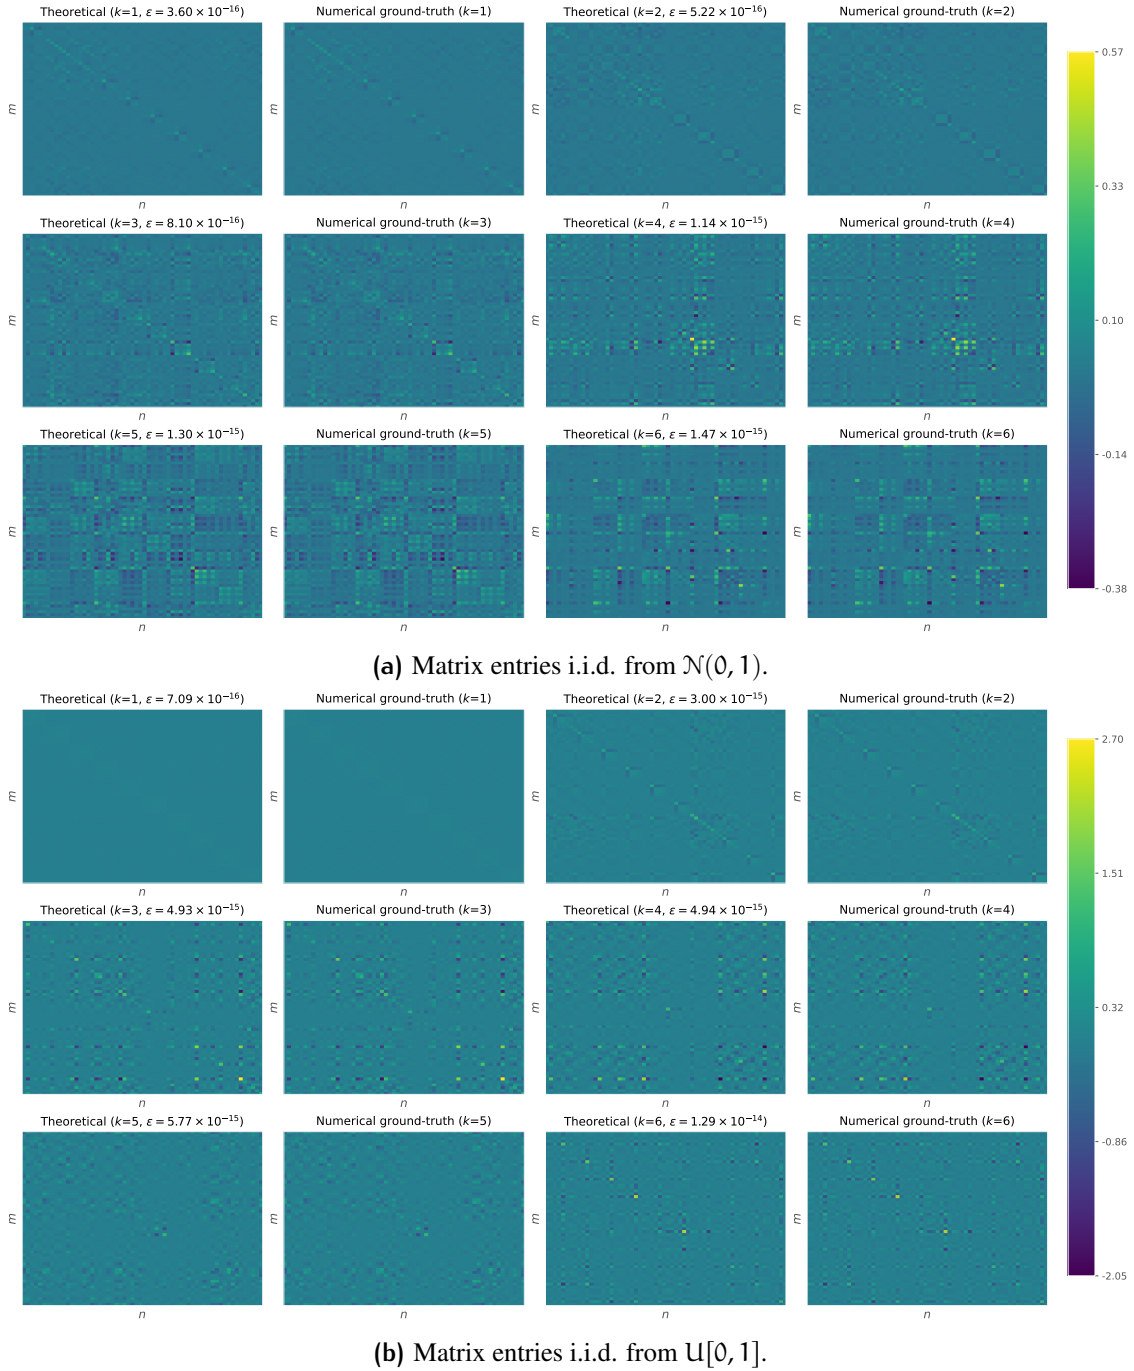 Theoretical (k=1, ε = 3.60 × 10⁻¹⁶) Numerical ground-truth (k=1) Theoretical (k=2, ε = 5.22 × 10⁻¹⁶) Numerical ground-truth (k=2)
m m m m
n n n n
Theoretical (k=3, ε = 8.10 × 10⁻¹⁶) Numerical ground-truth (k=3) Theoretical (k=4, ε = 1.14 × 10⁻¹⁵) Numerical ground-truth (k=4)
m m m m
n n n n
Theoretical (k=5, ε = 1.30 × 10⁻¹⁵) Numerical ground-truth (k=5) Theoretical (k=6, ε = 1.47 × 10⁻¹⁵) Numerical ground-truth (k=6)
m m m m
n n n n
0.57
0.33
0.10
-0.14
-0.38
(a) Matrix entries i.i.d. from N(0, 1).
Theoretical (k=1, ε = 7.09 × 10⁻¹⁶) Numerical ground-truth (k=1) Theoretical (k=2, ε = 3.00 × 10⁻¹⁵) Numerical ground-truth (k=2)
m m m m
n n n n
Theoretical (k=3, ε = 4.93 × 10⁻¹⁵) Numerical ground-truth (k=3) Theoretical (k=4, ε = 4.94 × 10⁻¹⁵) Numerical ground-truth (k=4)
m m m m
n n n n
Theoretical (k=5, ε = 5.77 × 10⁻¹⁵) Numerical ground-truth (k=5) Theoretical (k=6, ε = 1.29 × 10⁻¹⁴) Numerical ground-truth (k=6)
m m m m
n n n n
2.70
1.51
0.32
-0.86
-2.05
(b) Matrix entries i.i.d. from U[0, 1].